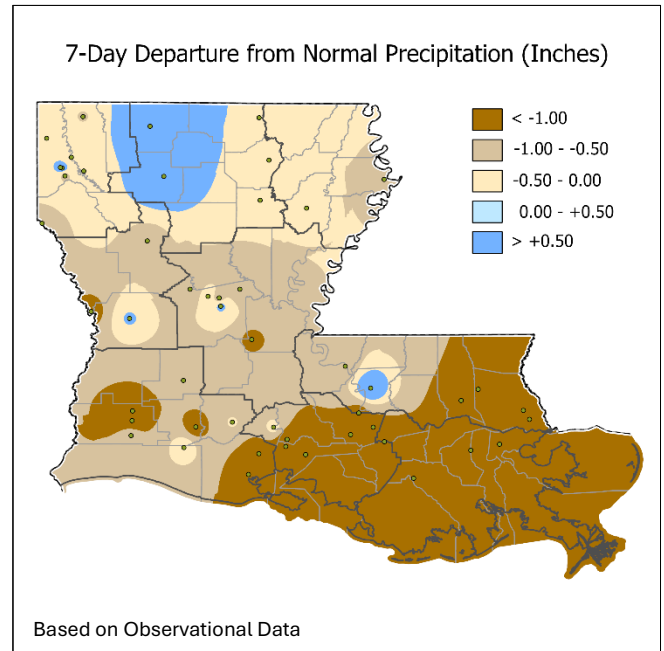 7-Day Departure from Normal Precipitation (Inches)
< -1.00
-1.00 - -0.50
-0.50 - 0.00
0.00 - +0.50
> +0.50
Based on Observational Data